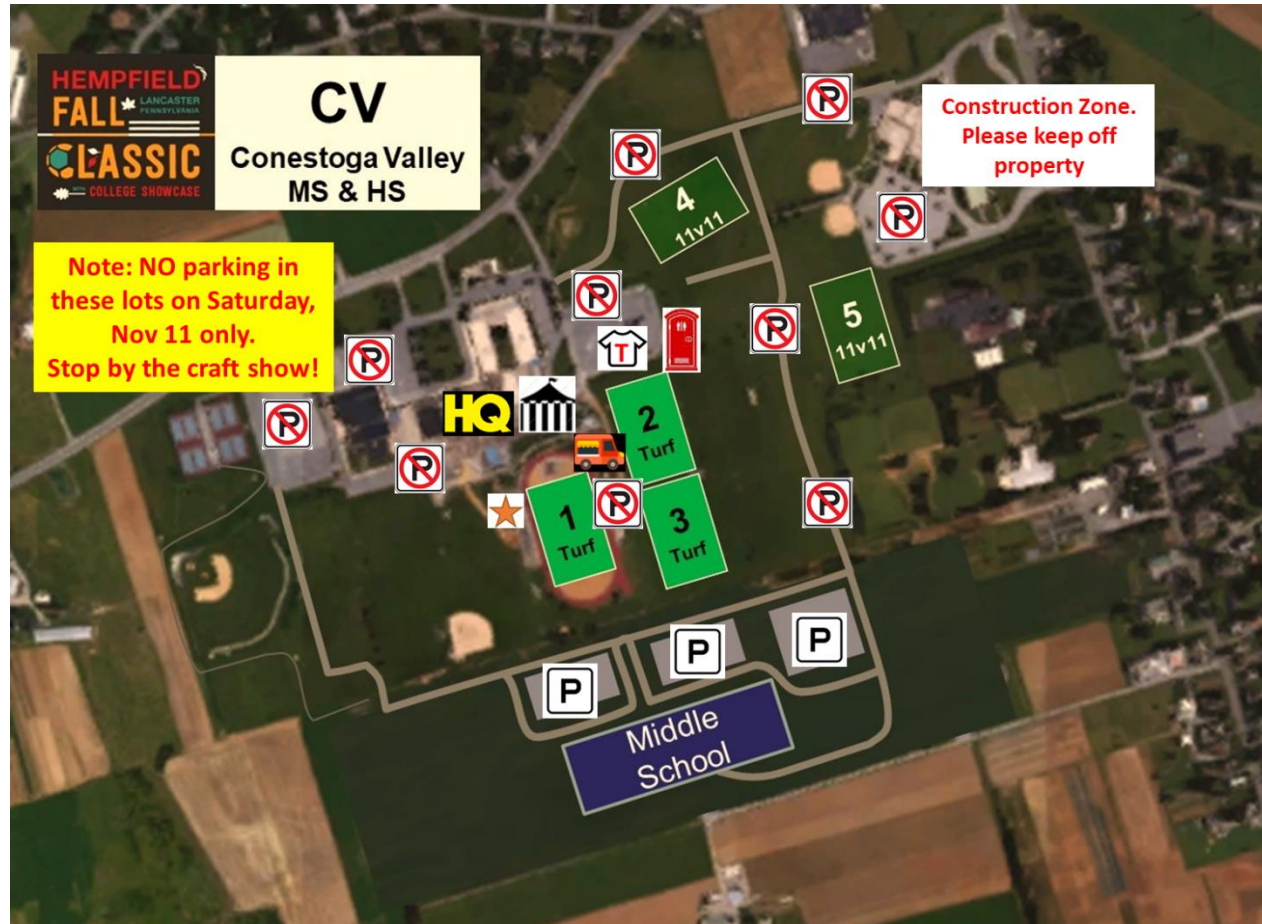 HEMPFIELD
FALL LANCASTER
PENNSYLVANIA
CLASSIC
WITH COLLEGE SHOWCASE
CV
Conestoga Valley
MS & HS
Construction Zone.
Please keep off
property
Note: NO parking in
these lots on Saturday,
Nov 11 only.
Stop by the craft show!
P
P
4
11v11
P
P
P
5
11v11
T
P
P
HQ
2
Turf
P
P
1
Turf
P
3
Turf
P
P
P
P
Middle
School